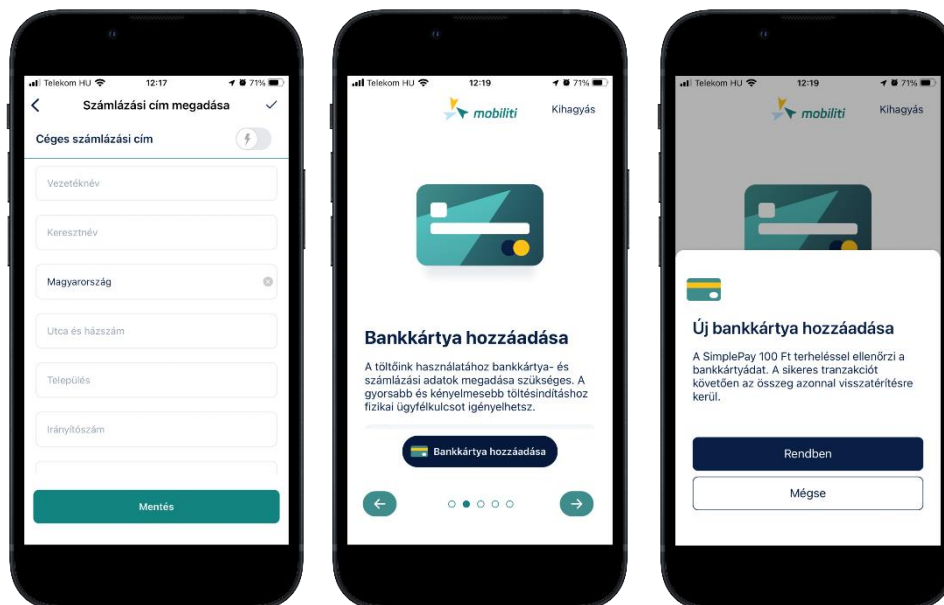 Telekom HU 12:17 71%
Számlázási cím megadása
Céges számlázási cím
Vezetéknév
Keresztnév
Magyarország
Utca és házszám
Település
Irányítószám
Mentés
Telekom HU 12:19 71%
mobiliti Kihagyás
Bankkártya hozzáadása
A töltőink használatához bankkártya- és
számlázási adatok megadása szükséges. A
gyorsabb és kényelmesebb töltésindításhoz
fizikai ügyfélkulcsot igényelhetsz.
Bankkártya hozzáadása
Telekom HU 12:19 71%
mobiliti Kihagyás
Új bankkártya hozzáadása
A SimplePay 100 Ft terheléssel ellenőrzi a
bankkártyádat. A sikeres tranzakciót
követően az összeg azonnal visszatérítésre
kerül.
Rendben
Mégse